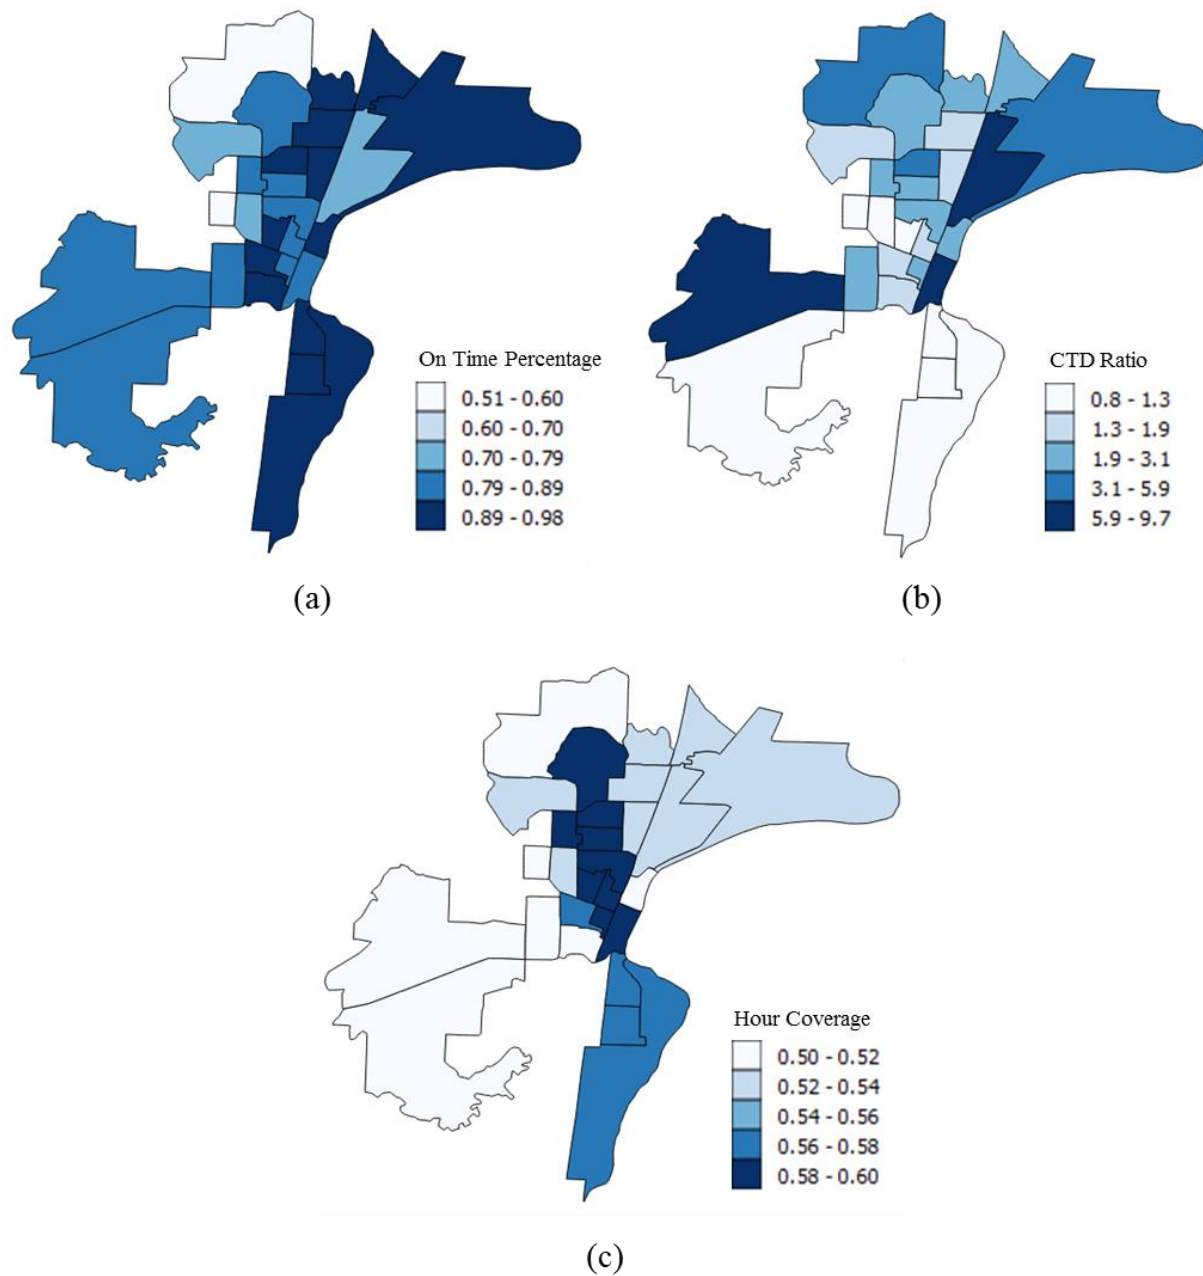 On Time Percentage
0.51 - 0.60
0.60 - 0.70
0.70 - 0.79
0.79 - 0.89
0.89 - 0.98
(a)
CTD Ratio
0.8 - 1.3
1.3 - 1.9
1.9 - 3.1
3.1 - 5.9
5.9 - 9.7
(b)
Hour Coverage
0.50 - 0.52
0.52 - 0.54
0.54 - 0.56
0.56 - 0.58
0.58 - 0.60
(c)